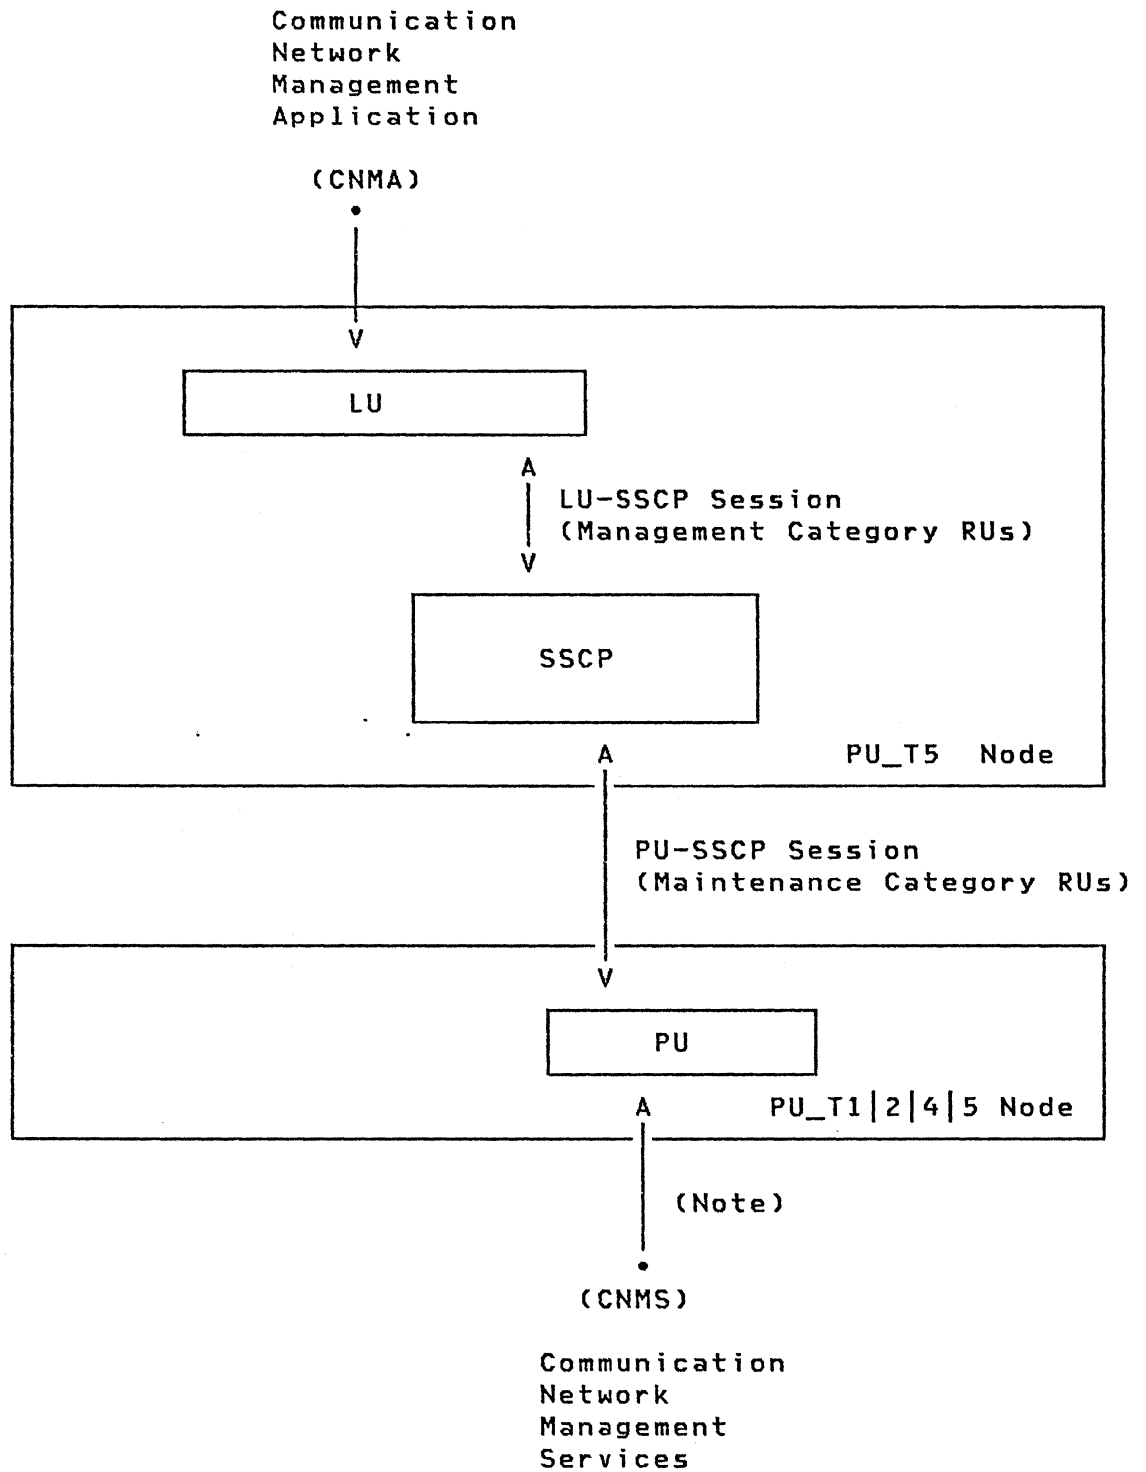 Communication
Network
Management
Application
(CNMA)
LU
LU-SSCP Session
(Management Category RUs)
SSCP
PU_T5 Node
PU-SSCP Session
(Maintenance Category RUs)
PU
PU_T1|2|4|5 Node
(Note)
(CNMS)
Communication
Network
Management
Services